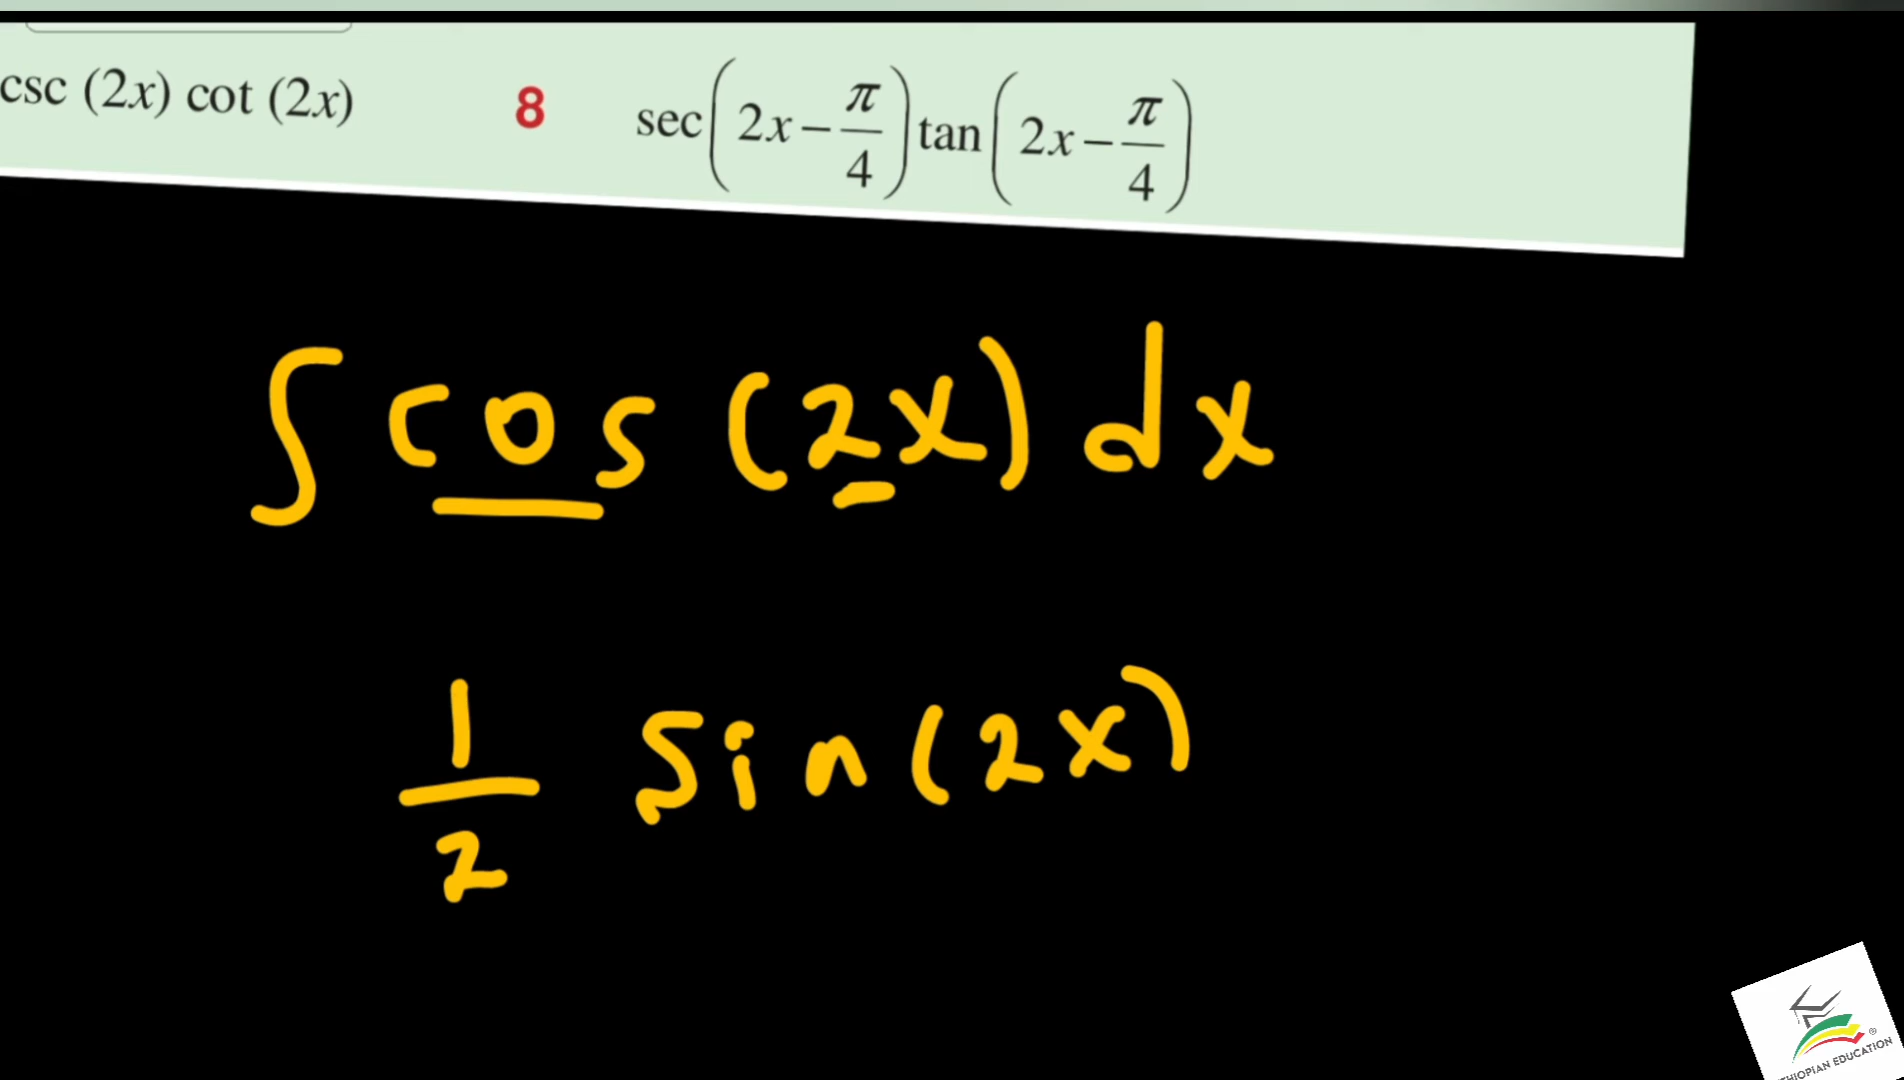 csc (2x) cot (2x) 8 sec(2x − π/4) tan(2x − π/4)
∫ cos (2x) dx
1/2 sin (2x)
® EDUCATION